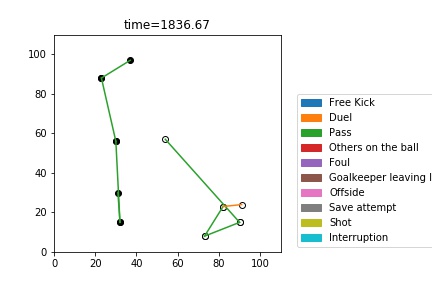 time=1836.67
100
80
60
40
20
0
0 20 40 60 80 100
Free Kick
Duel
Pass
Others on the ball
Foul
Goalkeeper leaving l
Offside
Save attempt
Shot
Interruption